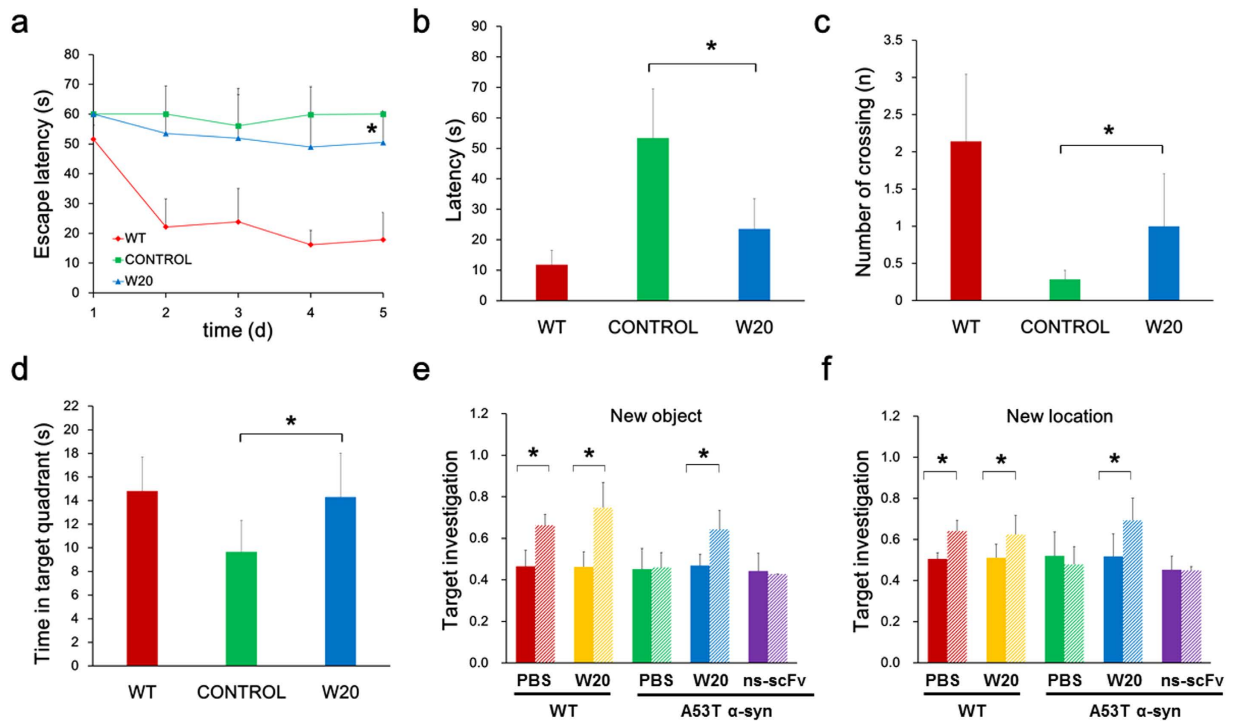 a
80
70
60
50
40
30
20
10
0
Escape latency (s)
*
WT
CONTROL
W20
1 2 3 4 5
time (d)
b
90
80
70
60
50
40
30
20
10
0
Latency (s)
*
WT CONTROL W20
c
3.5
3
2.5
2
1.5
1
0.5
0
Number of crossing (n)
*
WT CONTROL W20
d
22
20
18
16
14
12
10
8
6
4
2
0
Time in target quadrant (s)
*
WT CONTROL W20
e
New object
1.2
1.0
0.8
0.6
0.4
0.2
0.0
Target investigation
* * *
PBS W20 PBS W20 ns-scFv
WT A53T α-syn
f
New location
1.2
1.0
0.8
0.6
0.4
0.2
0.0
Target investigation
* * *
PBS W20 PBS W20 ns-scFv
WT A53T α-syn